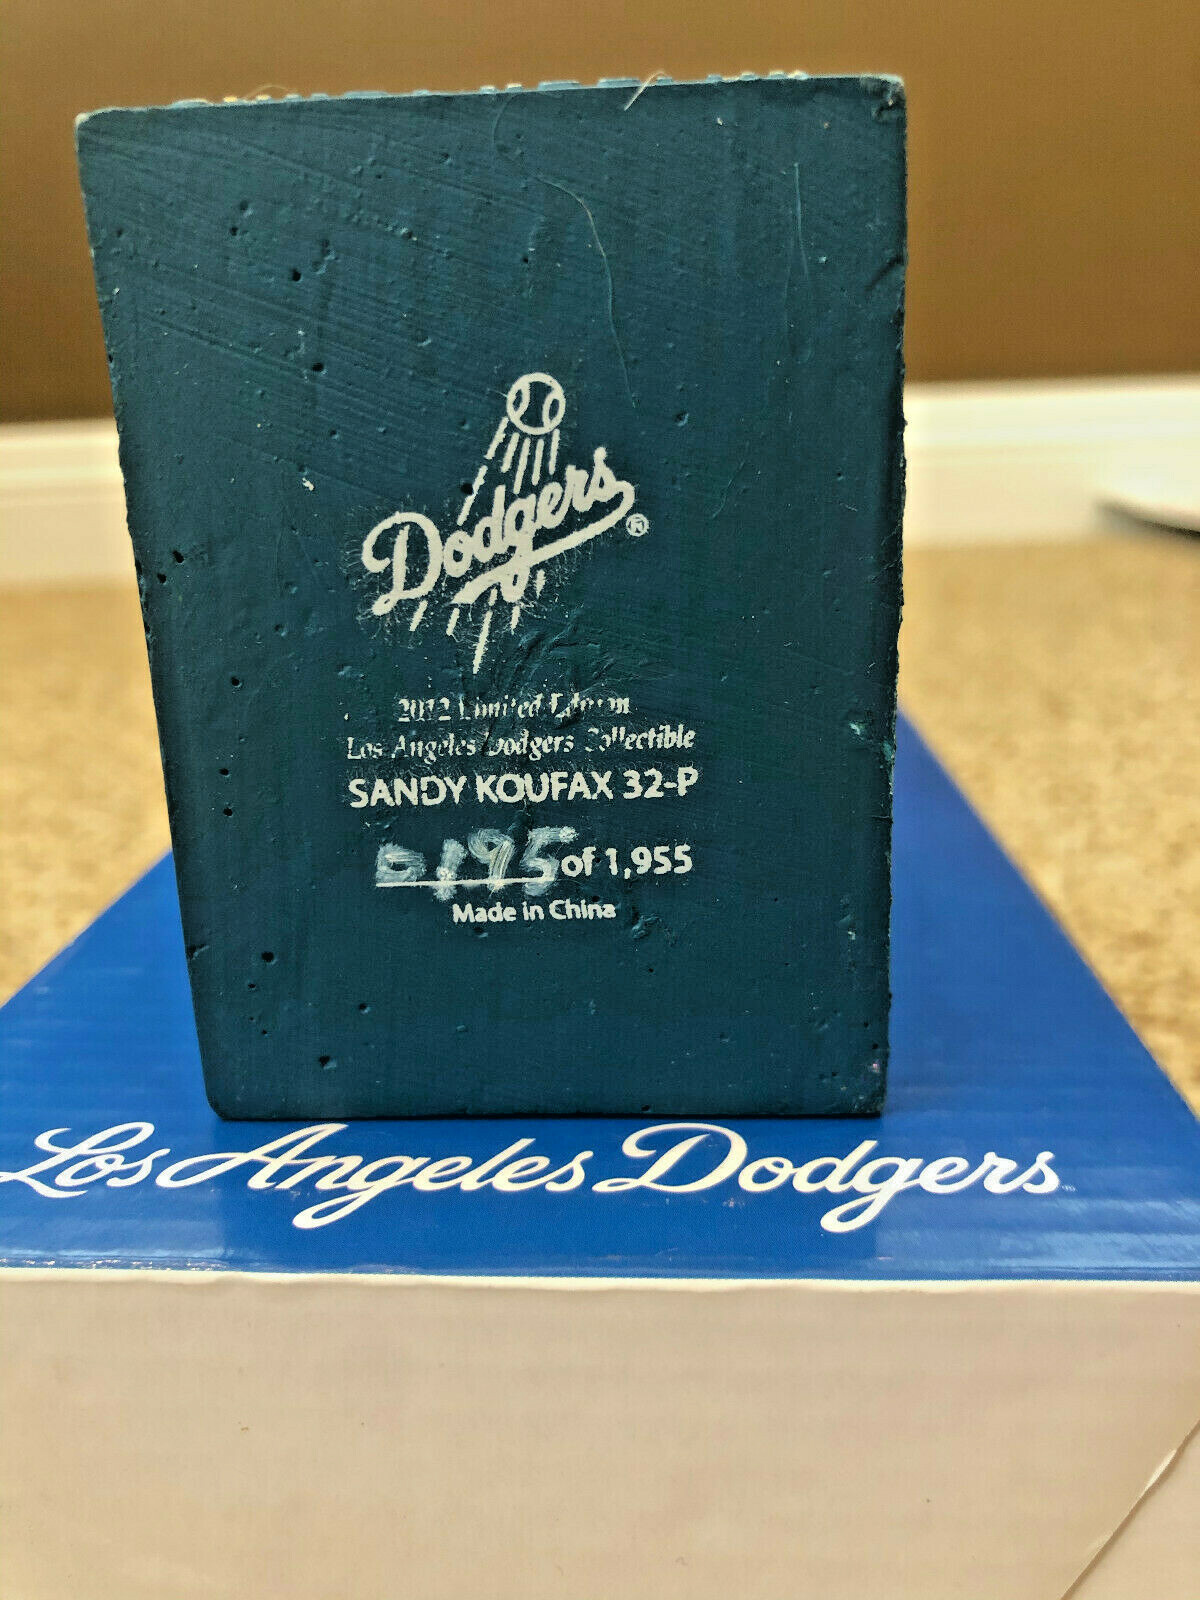 Dodgers ®
2012 Limited Edition
Los Angeles Dodgers Collectible
SANDY KOUFAX 32-P
0195 of 1,955
Made in China
Los Angeles Dodgers